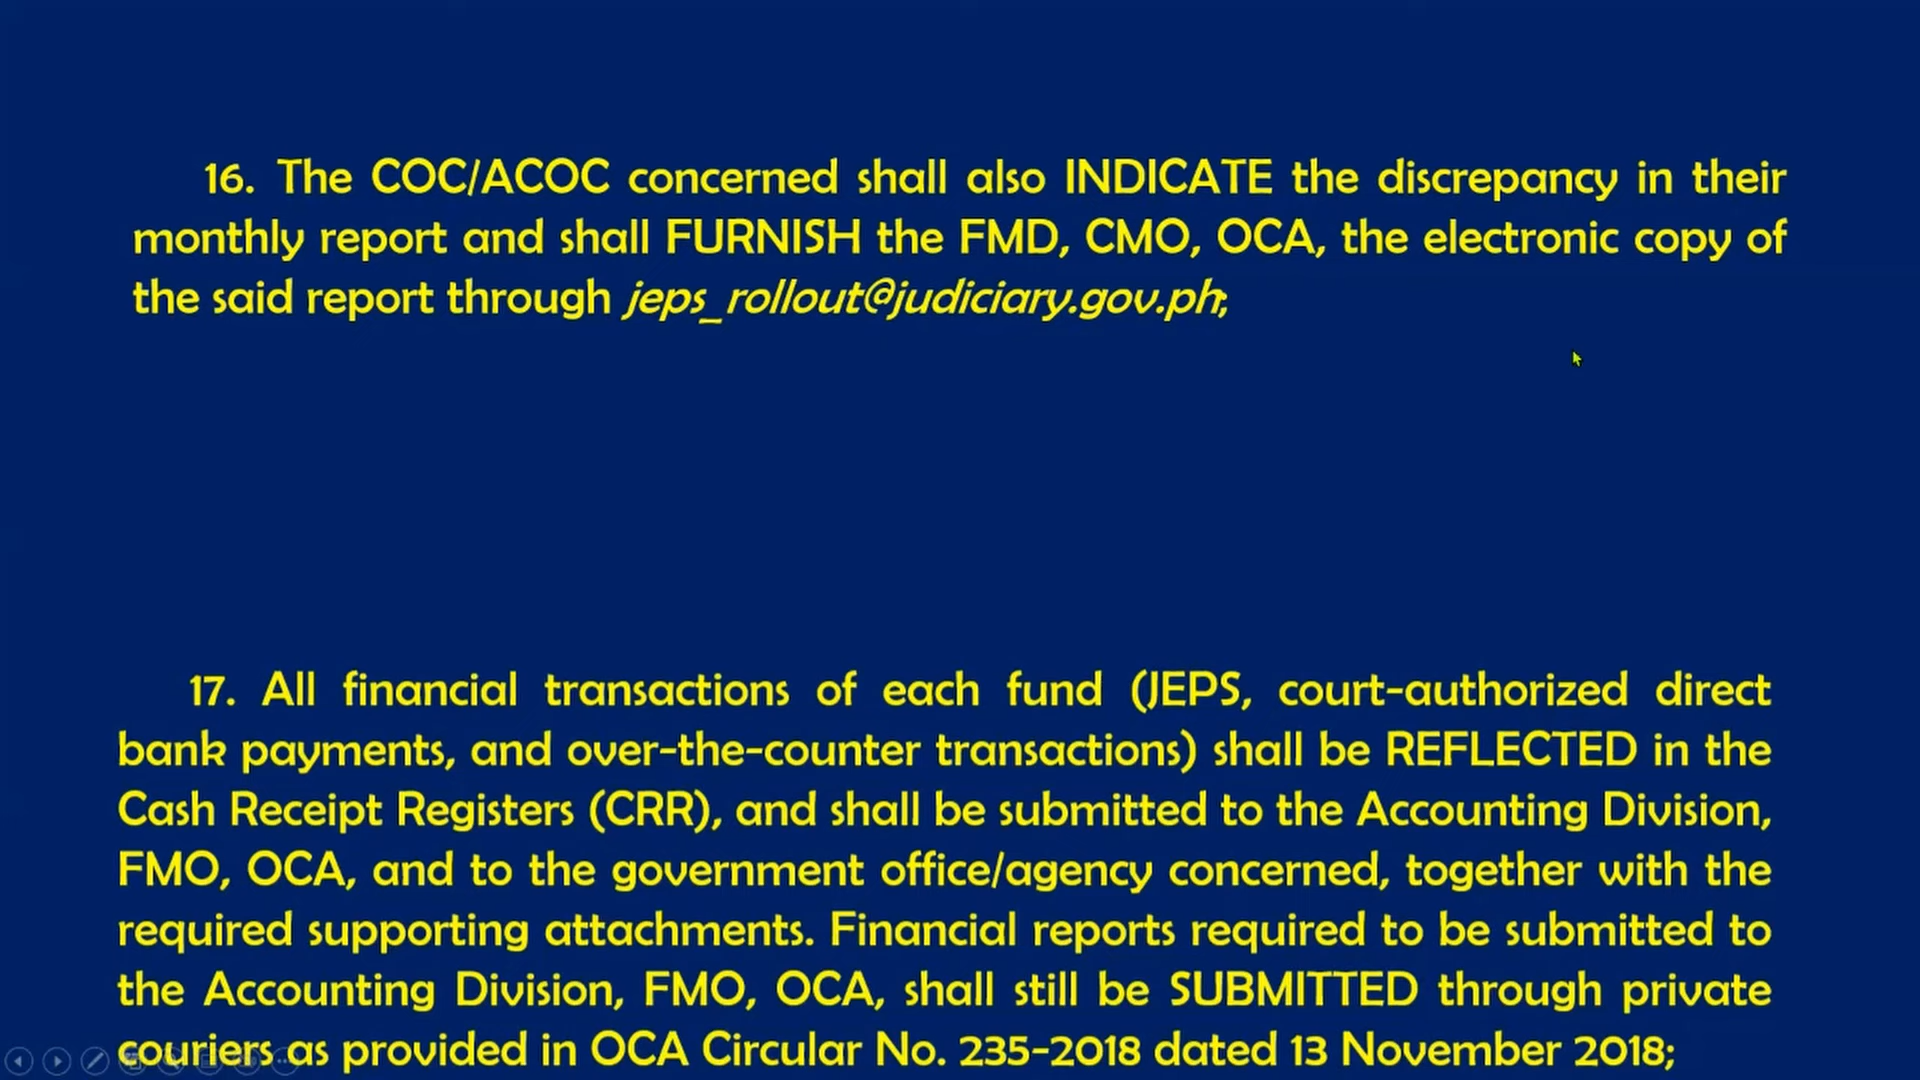 16. The COC/ACOC concerned shall also INDICATE the discrepancy in their
monthly report and shall FURNISH the FMD, CMO, OCA, the electronic copy of
the said report through jeps_rollout@judiciary.gov.ph;
17. All financial transactions of each fund (JEPS, court-authorized direct
bank payments, and over-the-counter transactions) shall be REFLECTED in the
Cash Receipt Registers (CRR), and shall be submitted to the Accounting Division,
FMO, OCA, and to the government office/agency concerned, together with the
required supporting attachments. Financial reports required to be submitted to
the Accounting Division, FMO, OCA, shall still be SUBMITTED through private
couriers as provided in OCA Circular No. 235-2018 dated 13 November 2018;